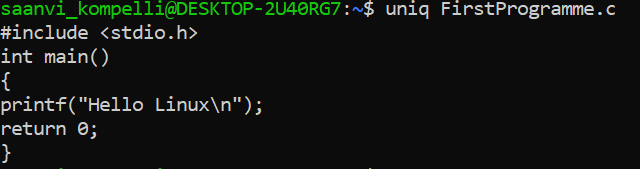 saanvi_kompelli@DESKTOP-2U40RG7:~$ uniq FirstProgramme.c
#include <stdio.h>
int main()
{
printf("Hello Linux\n");
return 0;
}